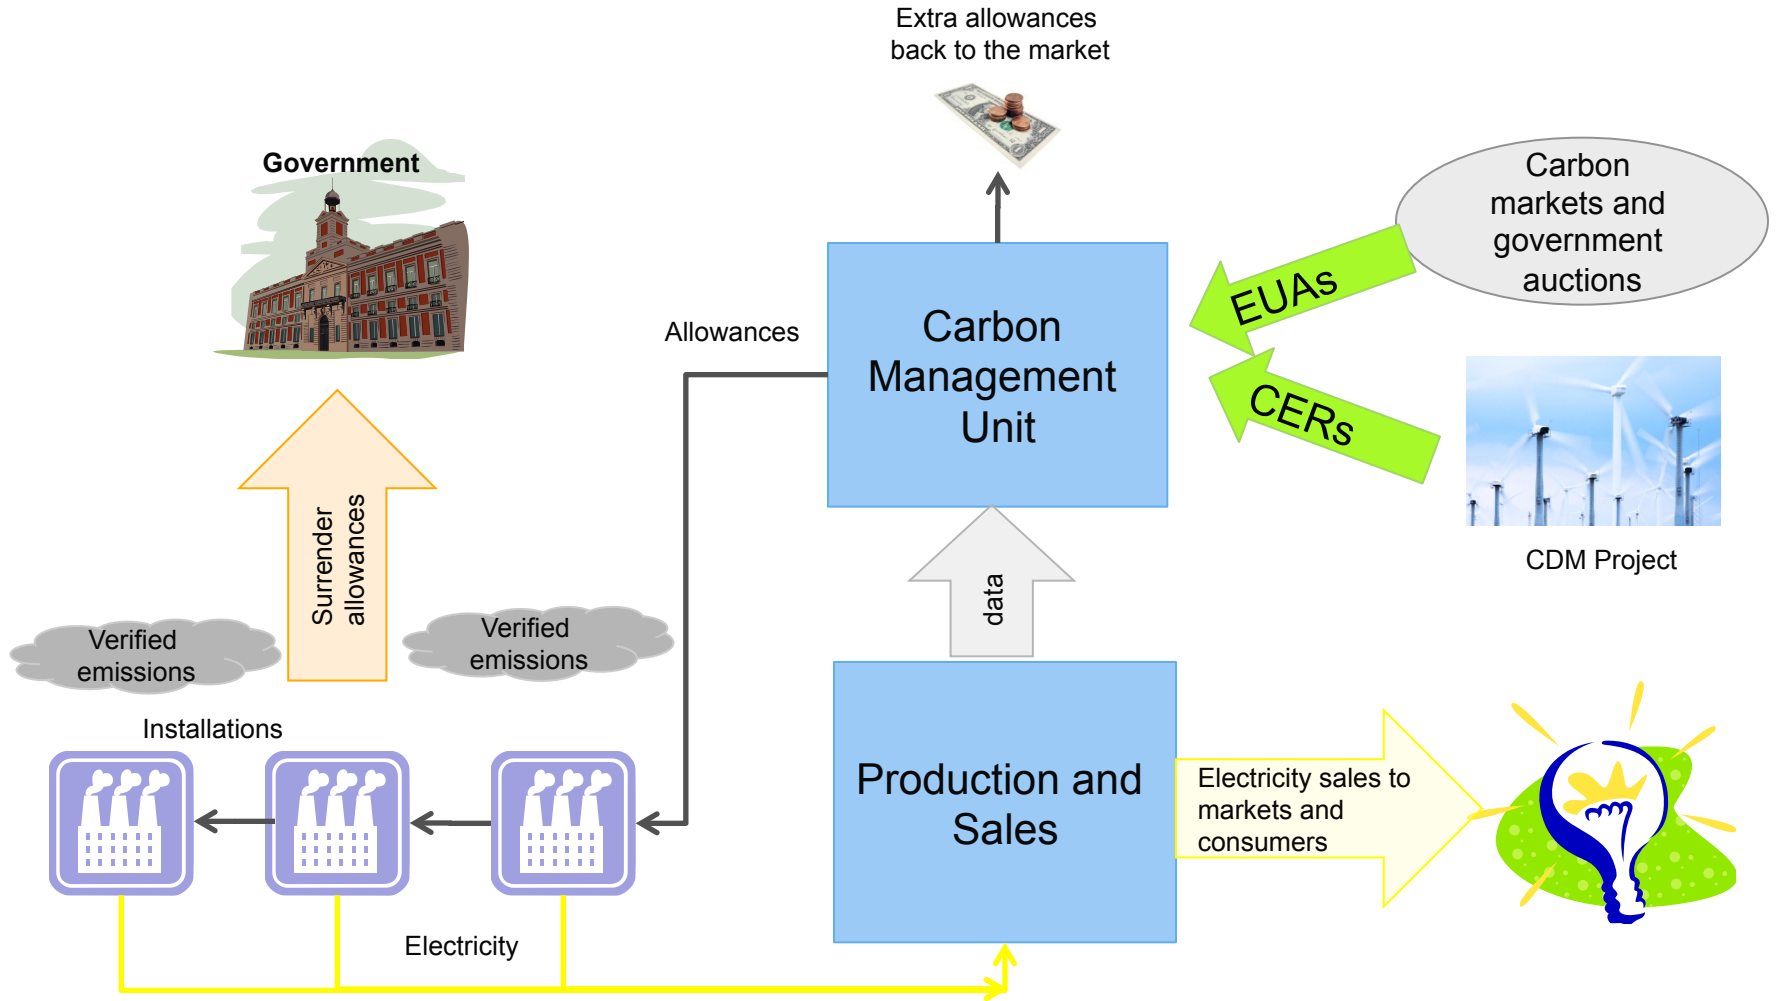 Extra allowances
back to the market
Government
Carbon
markets and
government
auctions
EUAs
Allowances
Carbon
Management
Unit
CERs
CDM Project
Surrender
allowances
data
Verified
emissions
Verified
emissions
Installations
Production and
Sales
Electricity sales to
markets and
consumers
Electricity